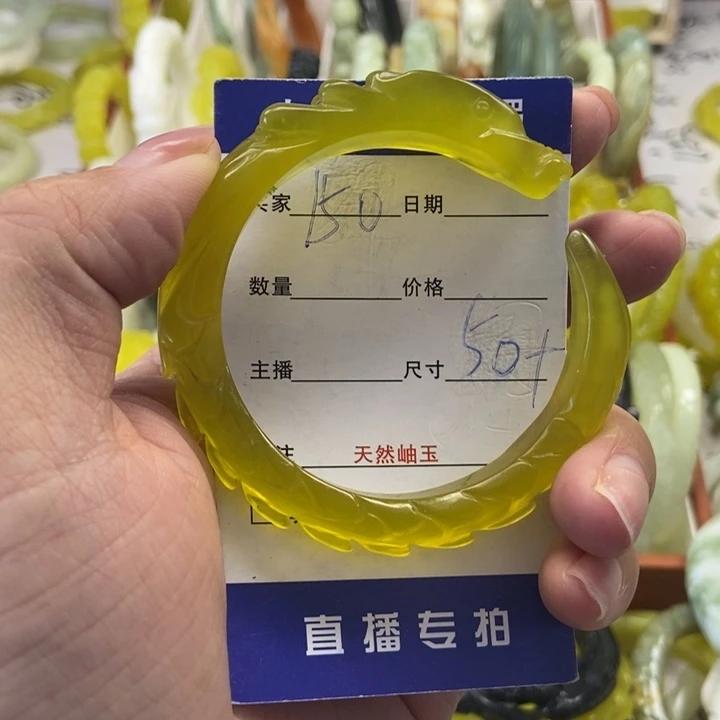 家 150 日期
数量 价格
主播 尺寸 50+
注 天然岫玉
直播专拍